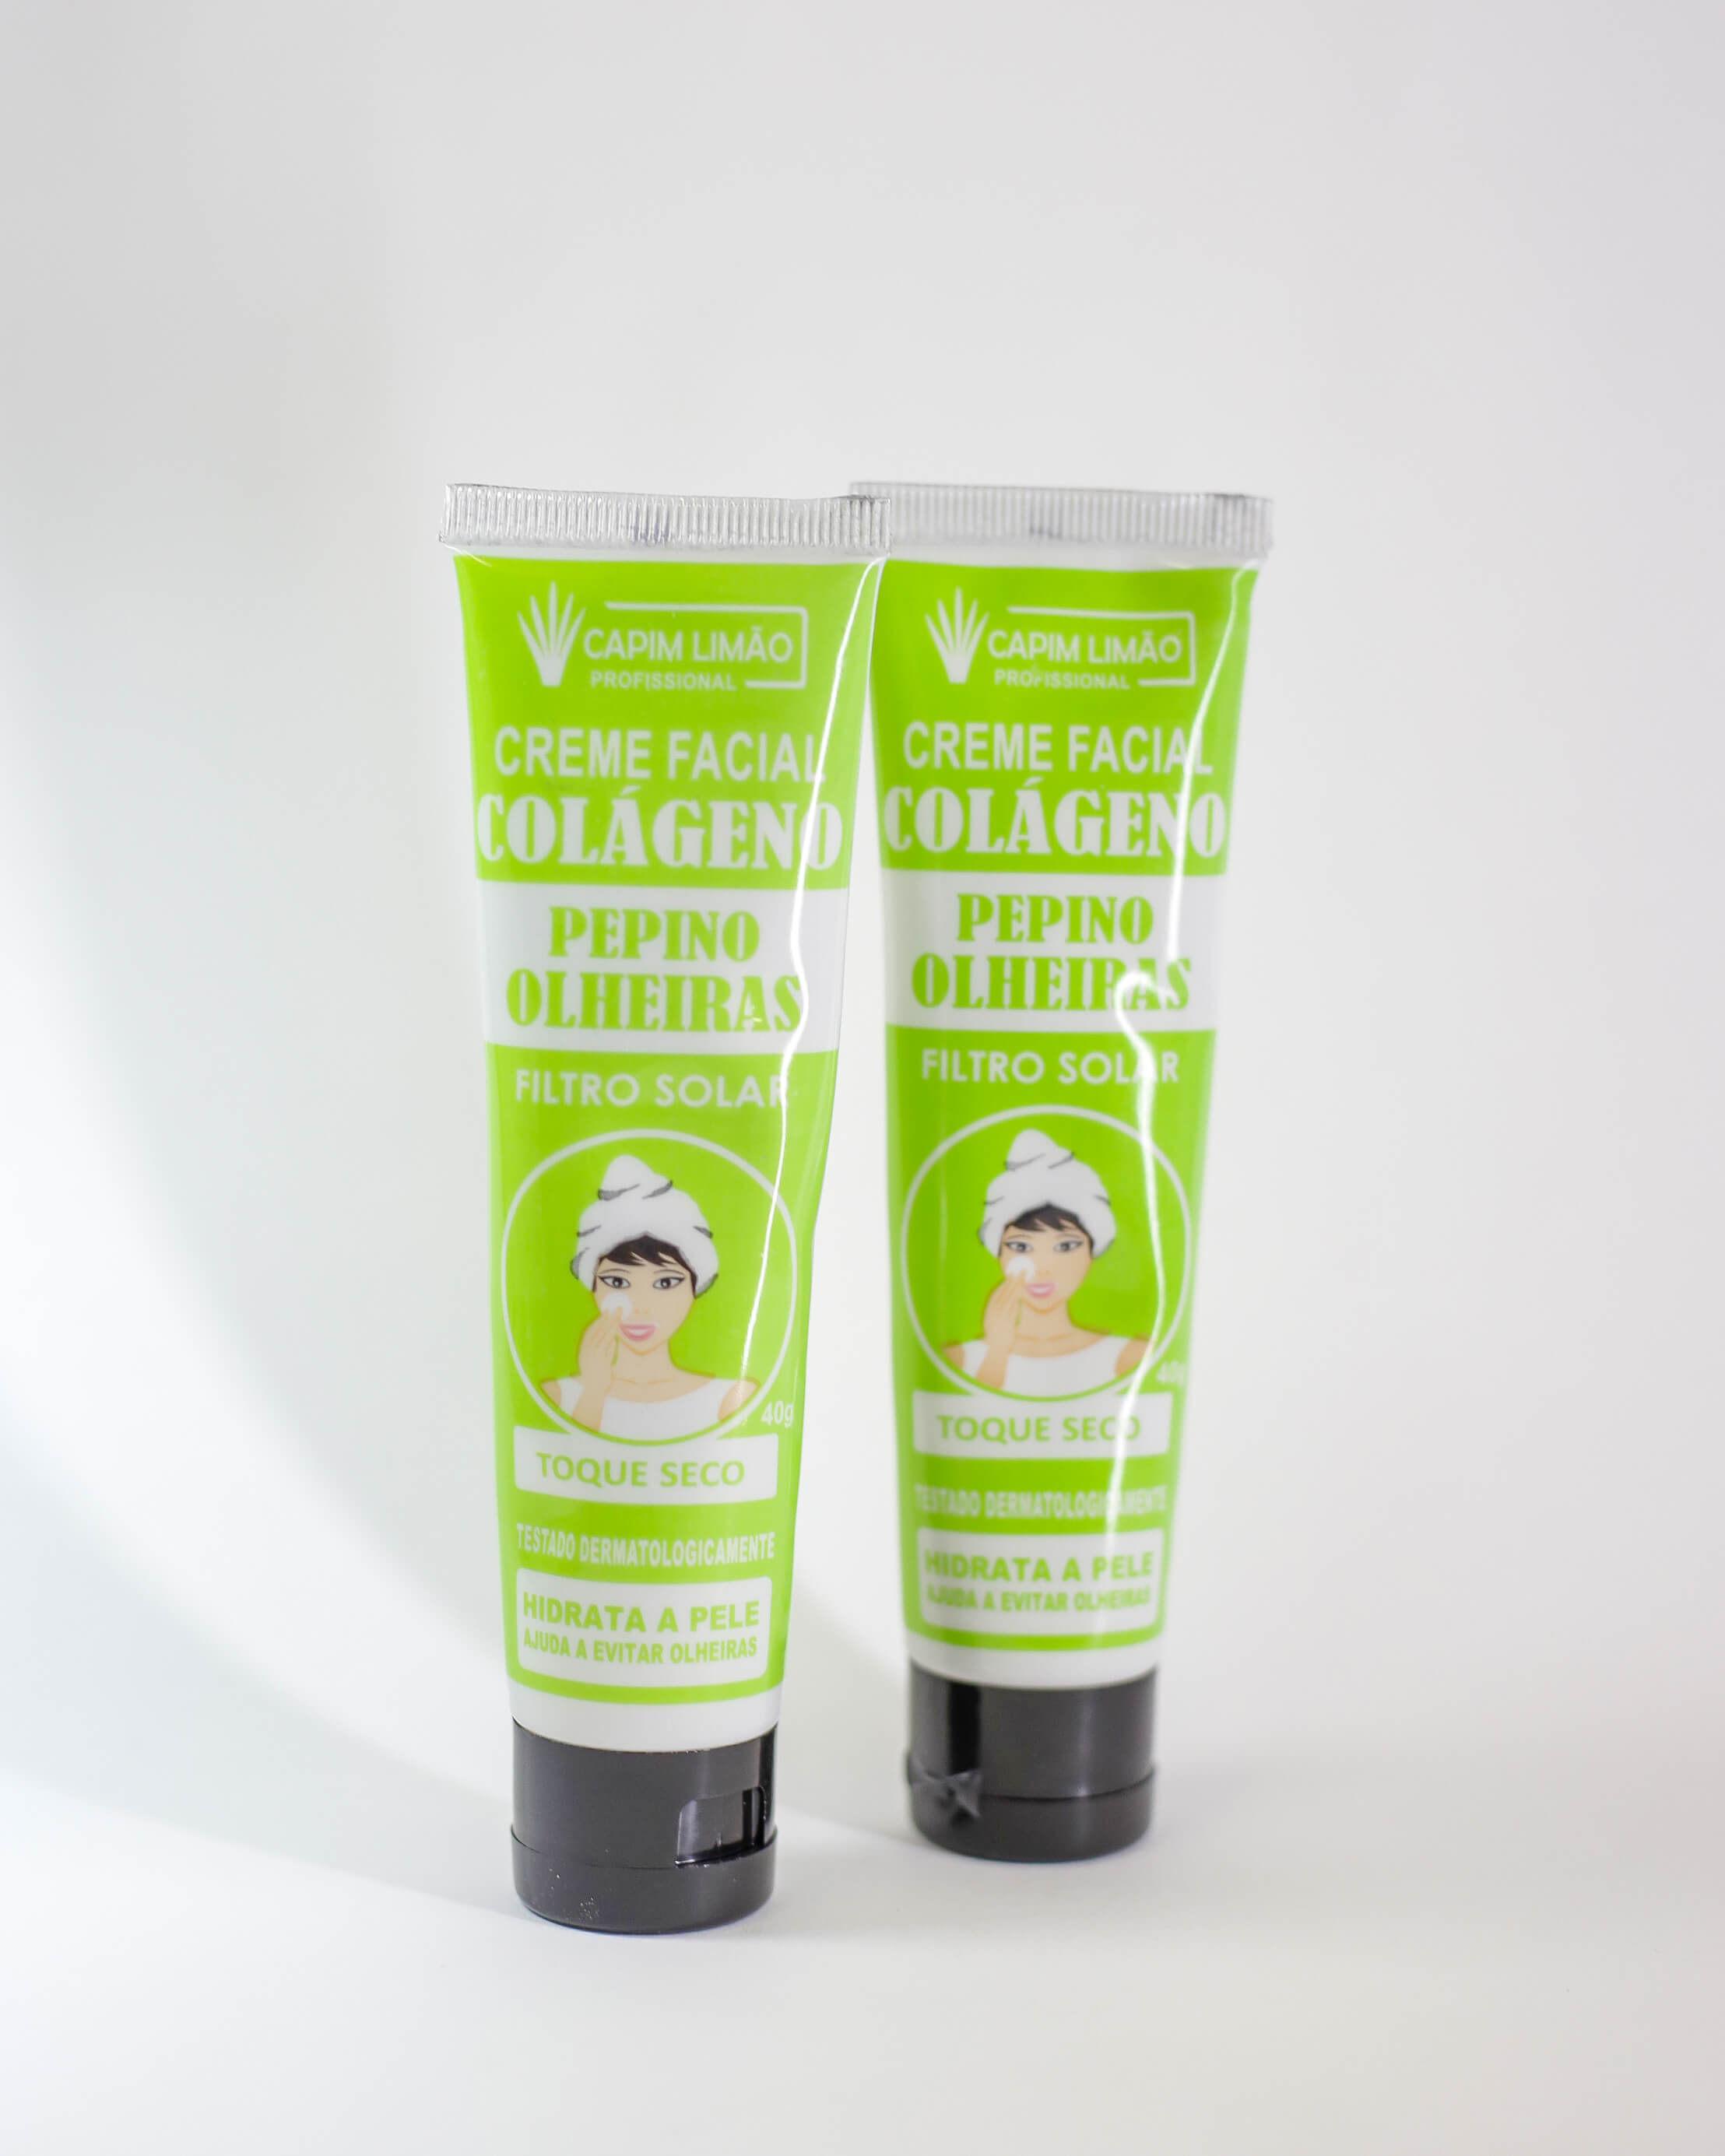 CAPIM LIMÃO
PROFISSIONAL
CREME FACIAL
COLÁGENO
PEPINO
OLHEIRAS
FILTRO SOLAR
40g
TOQUE SECO
TESTADO DERMATOLOGICAMENTE
HIDRATA A PELE
AJUDA A EVITAR OLHEIRAS
CAPIM LIMÃO
PROFISSIONAL
CREME FACIAL
COLÁGENO
PEPINO
OLHEIRAS
FILTRO SOLAR
40g
TOQUE SECO
TESTADO DERMATOLOGICAMENTE
HIDRATA A PELE
AJUDA A EVITAR OLHEIRAS